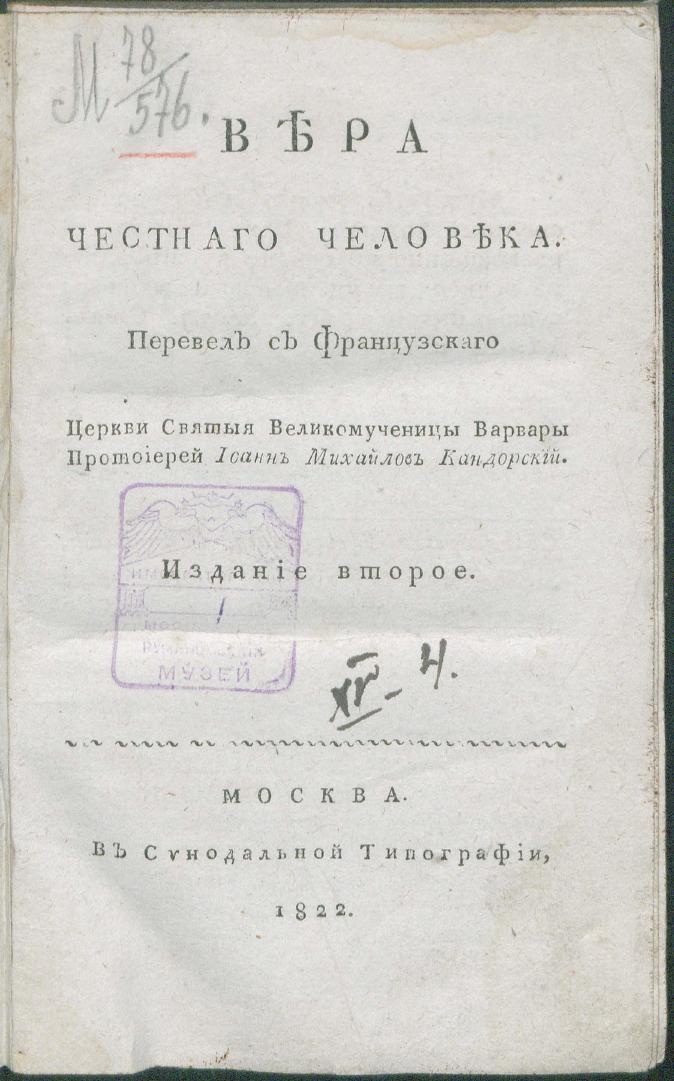 М 78/576.
ВѢРА
ЧЕСТНАГО ЧЕЛОВѢКА.
Перевелъ съ Французскаго
Церкви Святыя Великомученицы Варвары
Протоіерей Іоаннъ Михайловъ Кандорскій.
Изданіе второе.
МУЗЕЙ
4.
МОСКВА.
Въ Сѵнодальной Типографіи,
1822.